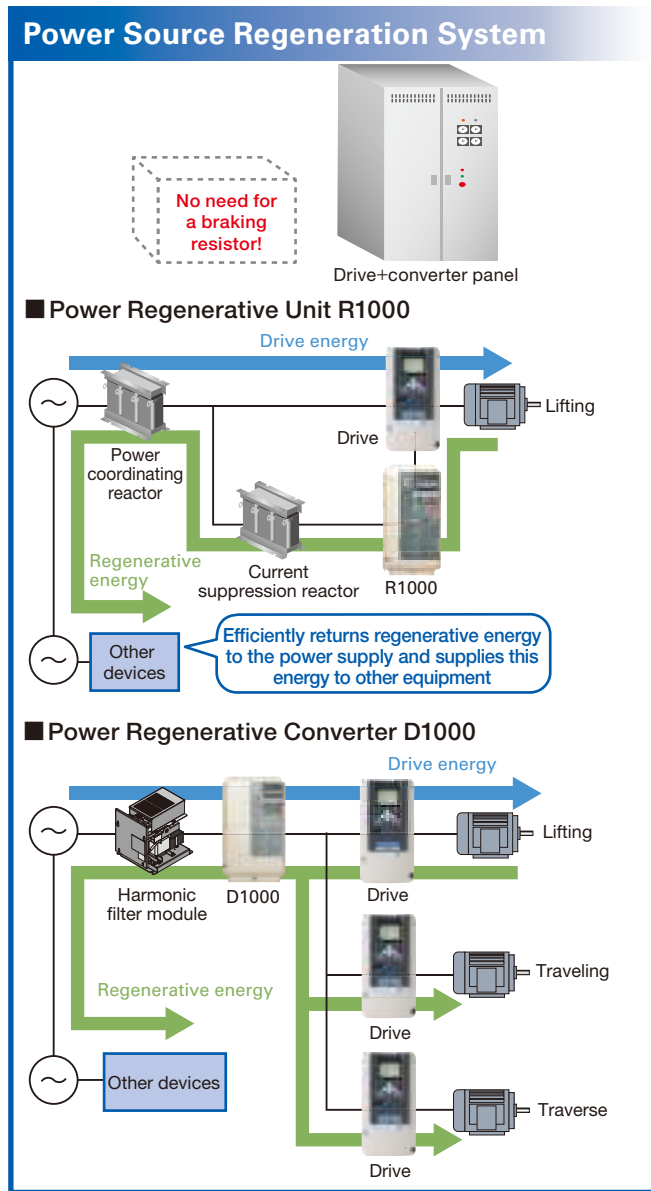 Power Source Regeneration System
No need for
a braking
resistor!
Drive+converter panel
■ Power Regenerative Unit R1000
Drive energy
Lifting
Drive
Power
coordinating
reactor
Regenerative
energy
Current
suppression reactor
R1000
Other
devices
Efficiently returns regenerative energy
to the power supply and supplies this
energy to other equipment
■ Power Regenerative Converter D1000
Drive energy
Lifting
Harmonic
filter module
D1000
Drive
Regenerative energy
Traveling
Drive
Other devices
Traverse
Drive